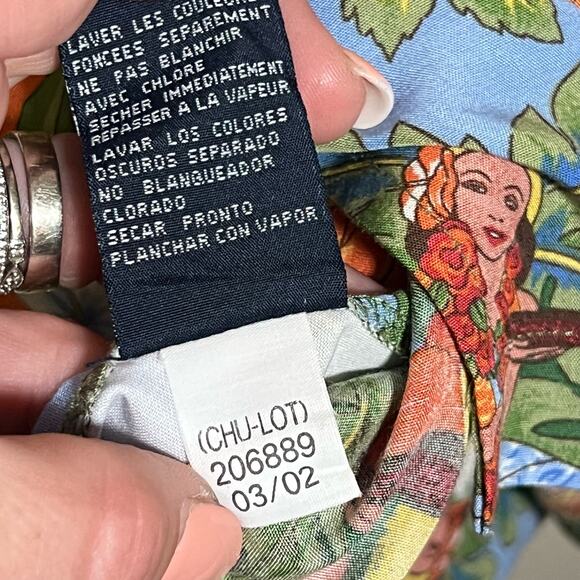 LAVER LES COULEURS
FONCEES SEPAREMENT
NE PAS BLANCHIR
AVEC CHLORE
SECHER IMMEDIATEMENT
REPASSER A LA VAPEUR
LAVAR LOS COLORES
OSCUROS SEPARADO
NO BLANQUEADOR
CLORADO
SECAR PRONTO
PLANCHAR CON VAPOR
(CHU-LOT)
206889
03/02